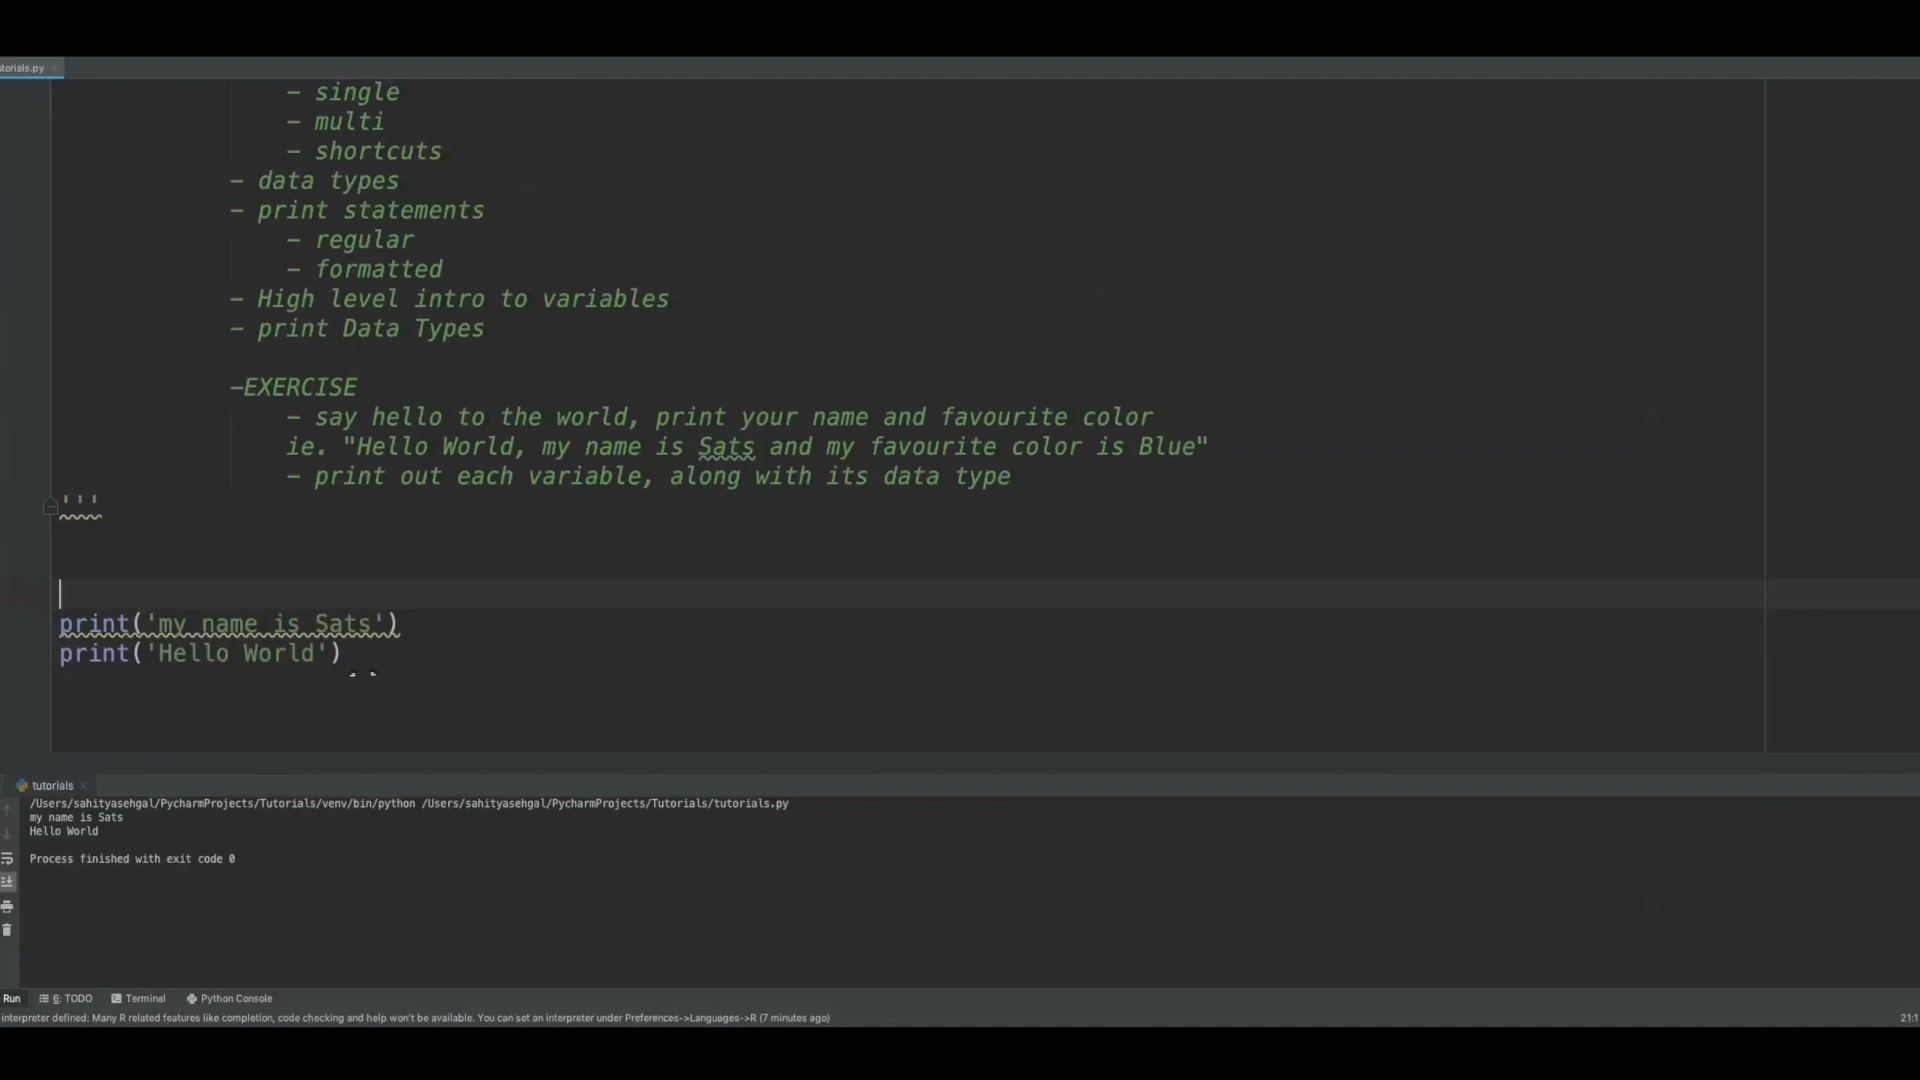 torials.py
- single
- multi
- shortcuts
- data types
- print statements
- regular
- formatted
- High level intro to variables
- print Data Types
-EXERCISE
- say hello to the world, print your name and favourite color
ie. "Hello World, my name is Sats and my favourite color is Blue"
- print out each variable, along with its data type
'''
print('my name is Sats')
print('Hello World')
tutorials
/Users/sahityasehgal/PycharmProjects/Tutorials/venv/bin/python /Users/sahityasehgal/PycharmProjects/Tutorials/tutorials.py
my name is Sats
Hello World
Process finished with exit code 0
Run 6: TODO Terminal Python Console
interpreter defined: Many R related features like completion, code checking and help won't be available. You can set an interpreter under Preferences->Languages->R (7 minutes ago) 21:1